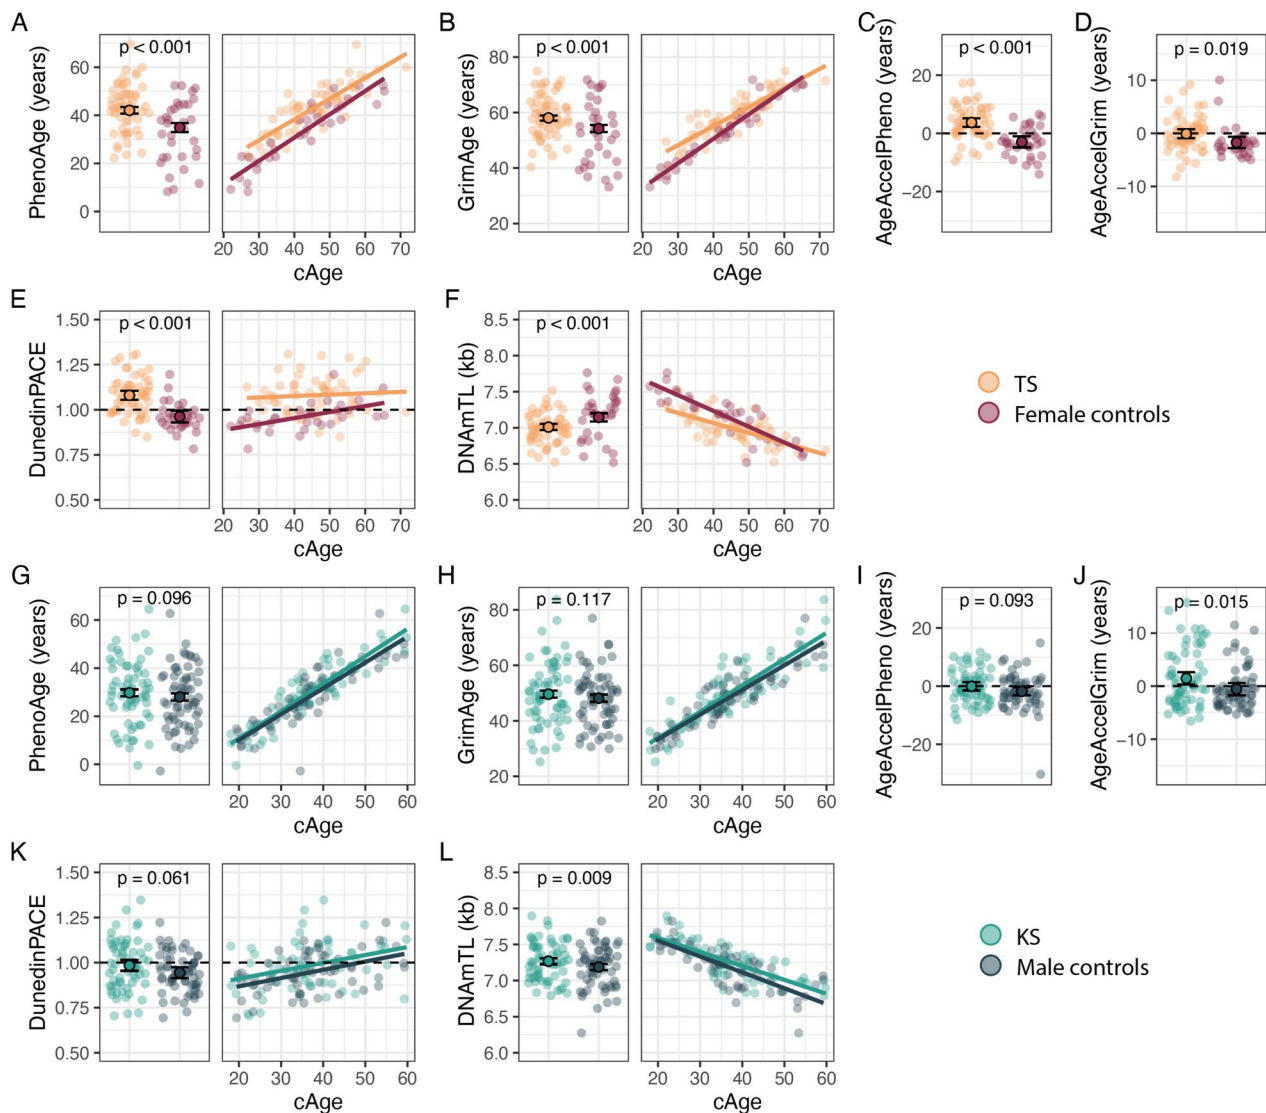 A
B
C
D
PhenoAge (years)
p < 0.001
60
40
20
0
20 30 40 50 60 70
cAge
GrimAge (years)
p < 0.001
80
60
40
20
20 30 40 50 60 70
cAge
AgeAccelPheno (years)
p < 0.001
20
0
−20
AgeAccelGrim (years)
p = 0.019
10
0
−10
E
F
DunedinPACE
p < 0.001
1.50
1.25
1.00
0.75
0.50
20 30 40 50 60 70
cAge
DNAmTL (kb)
p < 0.001
8.5
8.0
7.5
7.0
6.5
6.0
20 30 40 50 60 70
cAge
TS
Female controls
G
H
I
J
PhenoAge (years)
p = 0.096
60
40
20
0
20 30 40 50 60
cAge
GrimAge (years)
p = 0.117
80
60
40
20
20 30 40 50 60
cAge
AgeAccelPheno (years)
p = 0.093
20
0
−20
AgeAccelGrim (years)
p = 0.015
10
0
−10
K
L
DunedinPACE
p = 0.061
1.50
1.25
1.00
0.75
0.50
20 30 40 50 60
cAge
DNAmTL (kb)
p = 0.009
8.5
8.0
7.5
7.0
6.5
6.0
20 30 40 50 60
cAge
KS
Male controls